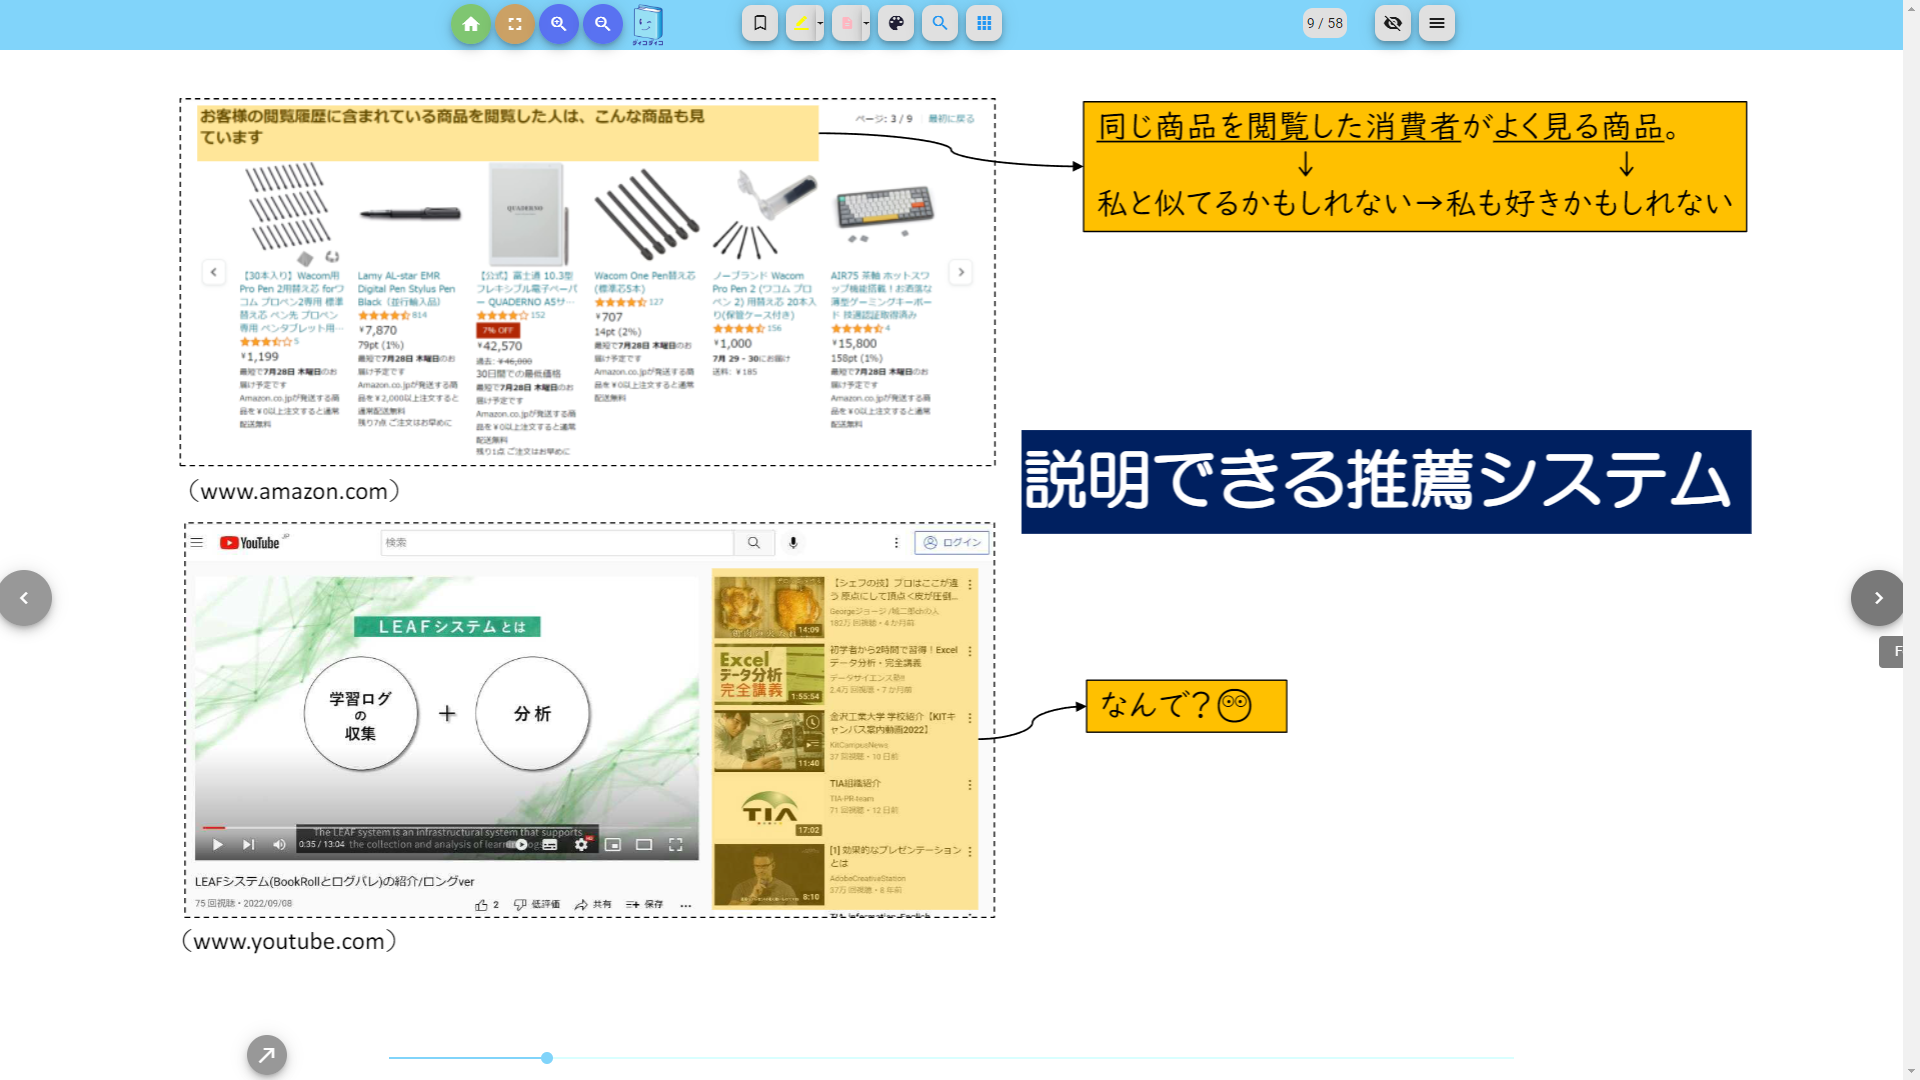 ダイコダイコ
9 / 58
お客様の閲覧履歴に含まれている商品を閲覧した人は、こんな商品も見
ています
ページ: 3 / 9
最初に戻る
【30本入り】Wacom用
Pro Pen 2用替え芯 forワ
コム プロペン2専用 標準
替え芯 ペン先 プロペン
専用 ペンタブレット用…
5
¥1,199
最短で7月28日 木曜日のお
届け予定です
Amazon.co.jpが発送する商
品を¥0以上注文すると通常
配送無料
Lamy AL-star EMR
Digital Pen Stylus Pen
Black（並行輸入品）
814
¥7,870
79pt (1%)
最短で7月28日 木曜日のお
届け予定です
Amazon.co.jpが発送する商
品を¥2,000以上注文すると
通常配送無料
残り7点 ご注文はお早めに
QUADERNO
【公式】富士通 10.3型
フレキシブル電子ペーパ
ー QUADERNO A5サ…
152
7% OFF
¥42,570
過去: ¥46,800
30日間での最低価格
最短で7月28日 木曜日のお
届け予定です
Amazon.co.jpが発送する商
品を¥0以上注文すると通常
配送無料
残り1点 ご注文はお早めに
Wacom One Pen替え芯
(標準芯5本)
127
¥707
14pt (2%)
最短で7月28日 木曜日のお
届け予定です
Amazon.co.jpが発送する商
品を¥0以上注文すると通常
配送無料
ノーブランド Wacom
Pro Pen 2 (ワコム プロ
ペン 2) 用替え芯 20本入
り(保管ケース付き)
156
¥1,000
7月 29 - 30にお届け
送料: ¥185
AIR75 茶軸 ホットスワ
ップ機能搭載！お洒落な
薄型ゲーミングキーボー
ド 技適認証取得済み
4
¥15,800
158pt (1%)
最短で7月28日 木曜日のお
届け予定です
Amazon.co.jpが発送する商
品を¥0以上注文すると通常
配送無料
（www.amazon.com）
同じ商品を閲覧した消費者がよく見る商品。
↓ ↓
私と似てるかもしれない→私も好きかもしれない
説明できる推薦システム
YouTube JP
検索
ログイン
LEAFシステムとは
学習ログ
の
収集
+
分析
The LEAF system is an infrastructural system that supports
the collection and analysis of
0:35 / 13:04
LEAFシステム(BookRollとログパレ)の紹介/ロングver
75 回視聴・2022/09/08
2
低評価
共有
保存
14:09
【シェフの技】プロはここが違
う 原点にして頂点＜皮が圧倒…
182万 回視聴・4 か月前
Excel
データ分析
完全講義
1:55:54
初学者から2時間で習得！Excel
データ分析・完全講義
2.4万 回視聴・7 か月前
11:40
金沢工業大学 学校紹介【KITキ
ャンパス案内動画2022】
KitCampusNews
37 回視聴・10 日前
TIA
17:02
TIA組織紹介
TIA-PR-team
71 回視聴・12 日前
8:10
[1] 効果的なプレゼンテーション
とは
AdobeCreativeStation
37万 回視聴・8 年前
なんで？
（www.youtube.com）
F